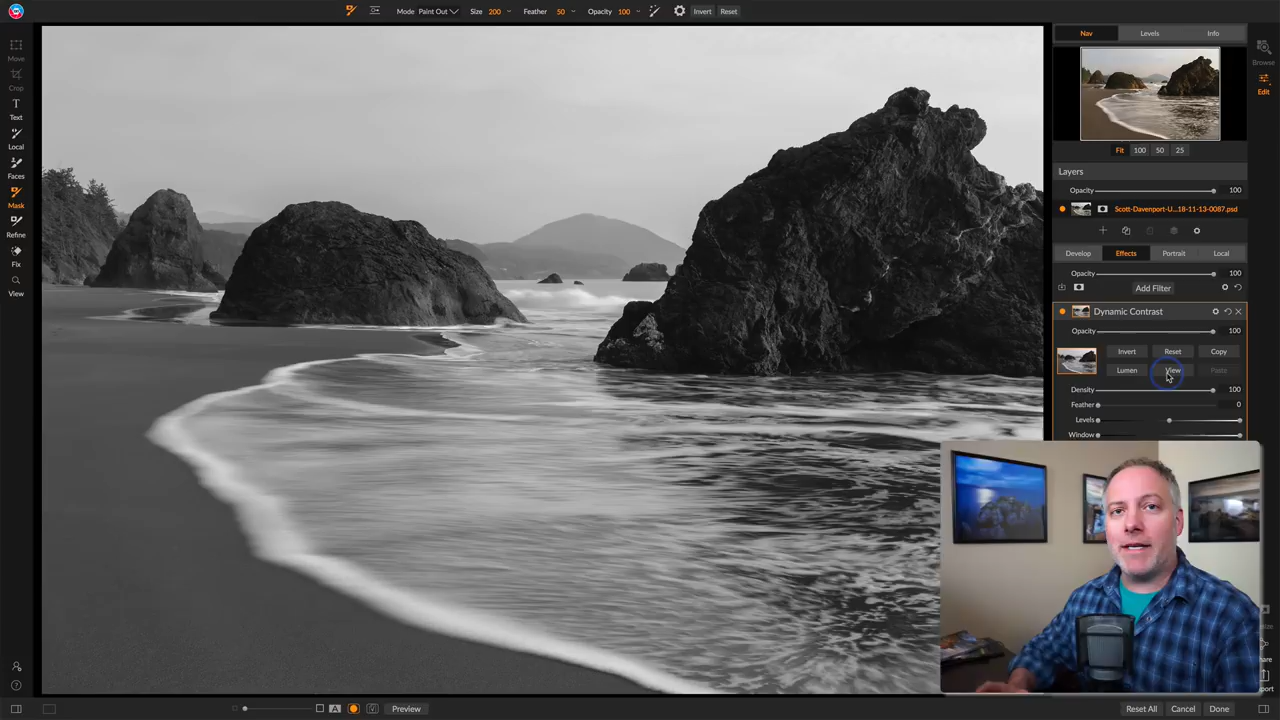 Mode Paint Out Size 200 Feather 50 Opacity 100 Invert Reset
Move
Crop
Text
Local
Faces
Mask
Refine
Fix
View
Nav Levels Info
Fit 100 50 25
Browse
Edit
Layers
Opacity 100
Scott-Davenport-U...18-11-13-0087.psd
Develop Effects Portrait Local
Opacity 100
Add Filter
Dynamic Contrast
Opacity 100
Invert Reset Copy
Lumen View Paste
Density 100
Feather 0
Levels
Window
A Preview
Reset All Cancel Done